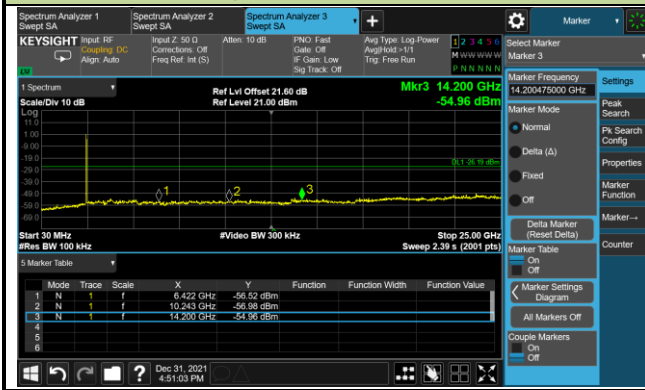 Spectrum Analyzer 1
Swept SA
Spectrum Analyzer 2
Swept SA
Spectrum Analyzer 3
Swept SA
Marker
KEYSIGHT
Input: RF
Coupling: DC
Align: Auto
Input Z: 50 Ω
Corrections: Off
Freq Ref: Int (S)
Atten: 10 dB
PNO: Fast
Gate: Off
IF Gain: Low
Sig Track: Off
Avg Type: Log-Power
Avg|Hold:>1/1
Trig: Free Run
1 2 3 4 5 6
M W W W W W
P N N N N N
LXI
Select Marker
Marker 3
1 Spectrum
Scale/Div 10 dB
Log
Ref Lvl Offset 21.60 dB
Ref Level 21.00 dBm
Mkr3 14.200 GHz
-54.96 dBm
11.0
1.00
-9.00
-19.0
-29.0
-39.0
-49.0
-59.0
-69.0
DL1 -26.19 dBm
1
2
3
Start 30 MHz
#Res BW 100 kHz
#Video BW 300 kHz
Stop 25.00 GHz
Sweep 2.39 s (2001 pts)
5 Marker Table
Mode Trace Scale X Y Function Function Width Function Value
1 N 1 f 6.422 GHz -56.52 dBm
2 N 1 f 10.243 GHz -56.98 dBm
3 N 1 f 14.200 GHz -54.96 dBm
4
5
6
Marker Frequency
14.200475000 GHz
Marker Mode
Normal
Delta (Δ)
Fixed
Off
Delta Marker
(Reset Delta)
Marker Table
On
Off
Marker Settings
Diagram
All Markers Off
Couple Markers
On
Off
Settings
Peak
Search
Pk Search
Config
Properties
Marker
Function
Marker→
Counter
Dec 31, 2021
4:51:03 PM